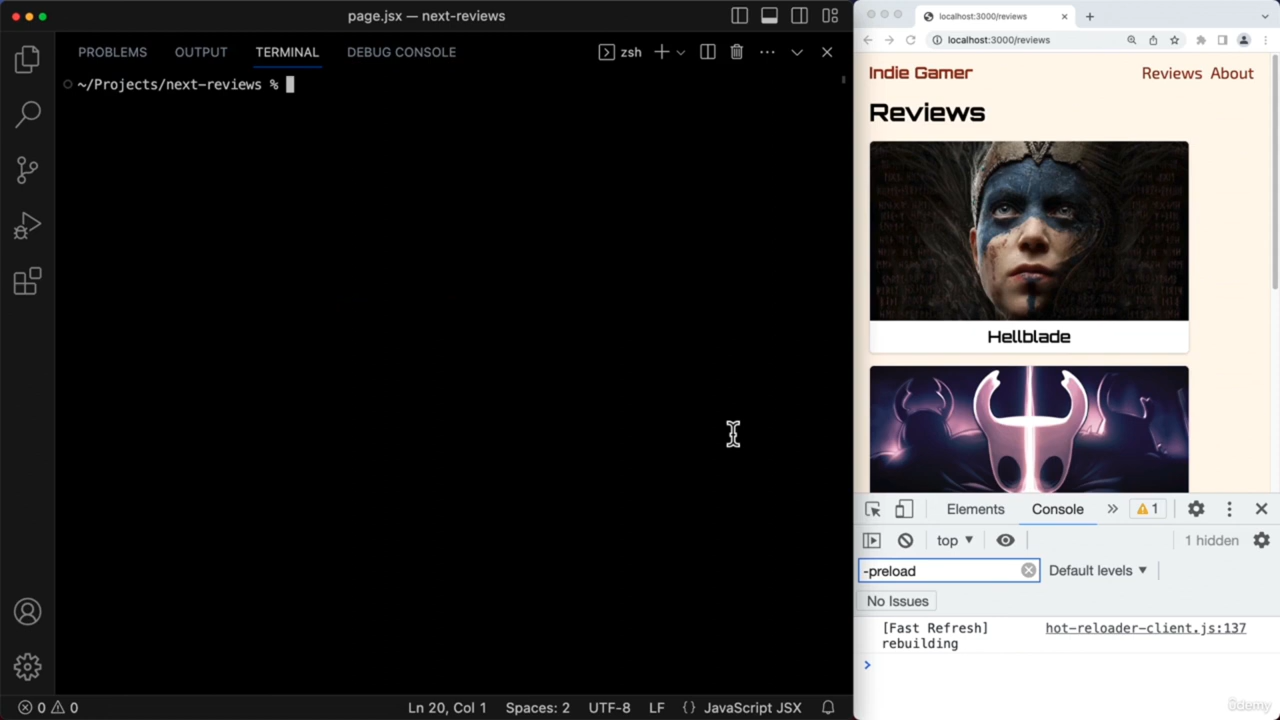 page.jsx — next-reviews
PROBLEMS OUTPUT TERMINAL DEBUG CONSOLE
zsh
~/Projects/next-reviews %
0 0
Ln 20, Col 1 Spaces: 2 UTF-8 LF {} JavaScript JSX
localhost:3000/reviews
localhost:3000/reviews
Indie Gamer
Reviews About
Reviews
Hellblade
Elements Console » 1
top ▼
1 hidden
-preload
Default levels ▼
No Issues
[Fast Refresh] hot-reloader-client.js:137
rebuilding
>
ûdemy